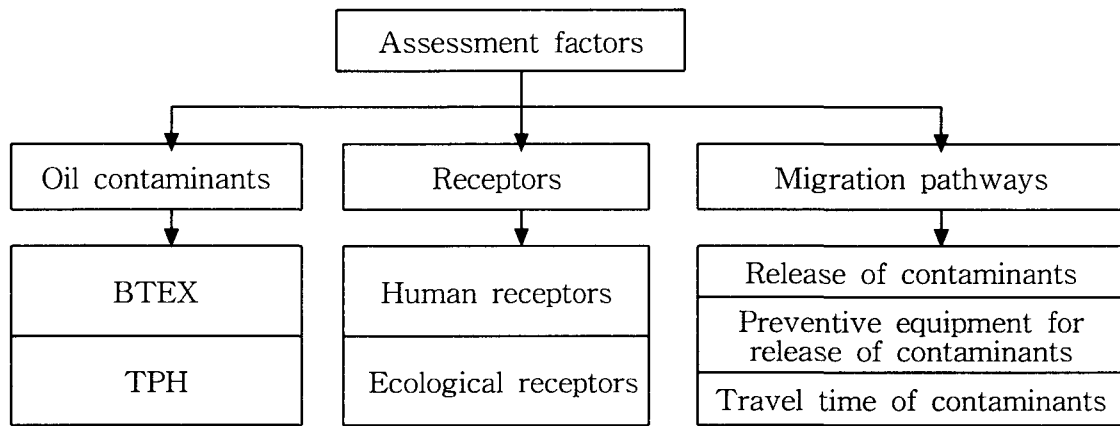 Assessment factors
Oil contaminants
Receptors
Migration pathways
BTEX
TPH
Human receptors
Ecological receptors
Release of contaminants
Preventive equipment for
release of contaminants
Travel time of contaminants